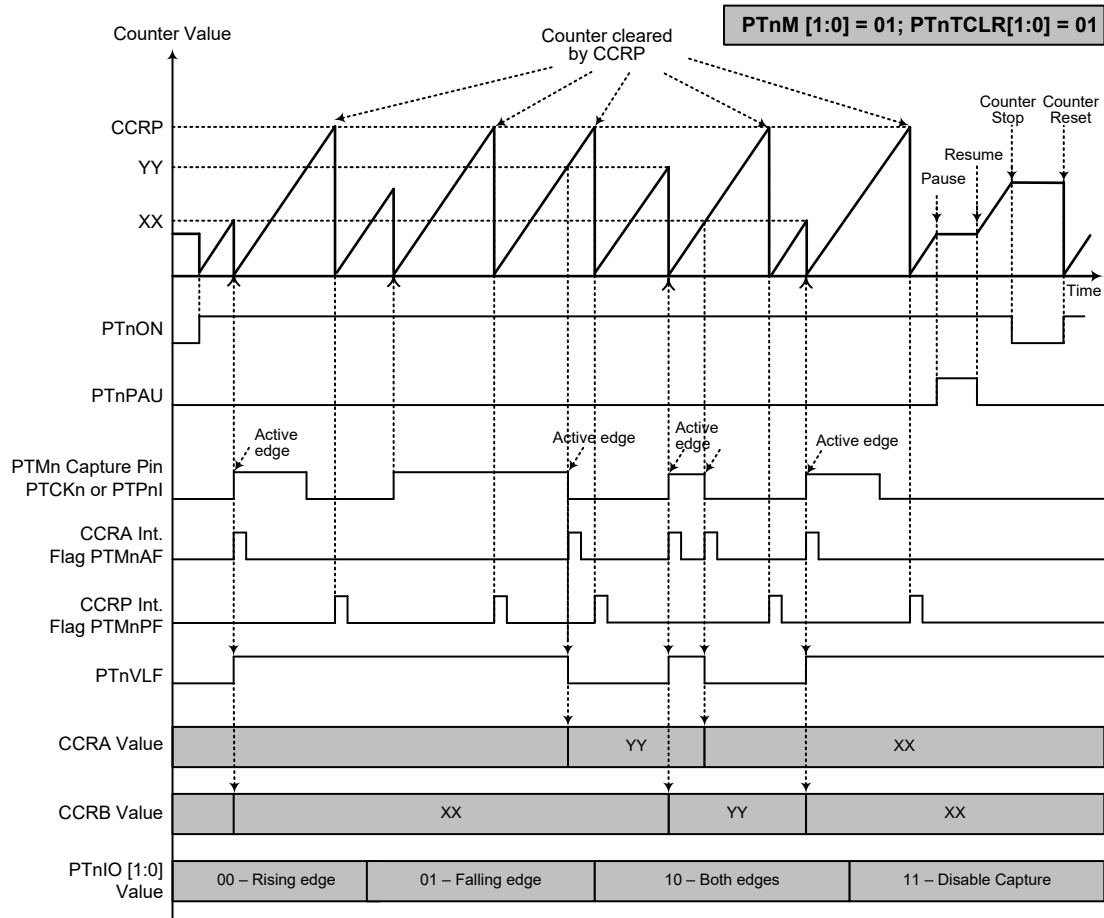 PTnM [1:0] = 01; PTnTCLR[1:0] = 01
Counter Value
Counter cleared
by CCRP
Counter
Stop
Counter
Reset
CCRP
YY
Resume
Pause
XX
Time
PTnON
PTnPAU
Active
edge
Active edge
Active
edge
Active edge
PTMn Capture Pin
PTCKn or PTPnI
CCRA Int.
Flag PTMnAF
CCRP Int.
Flag PTMnPF
PTnVLF
CCRA Value
YY
XX
CCRB Value
XX
YY
XX
PTnIO [1:0]
Value
00 – Rising edge
01 – Falling edge
10 – Both edges
11 – Disable Capture